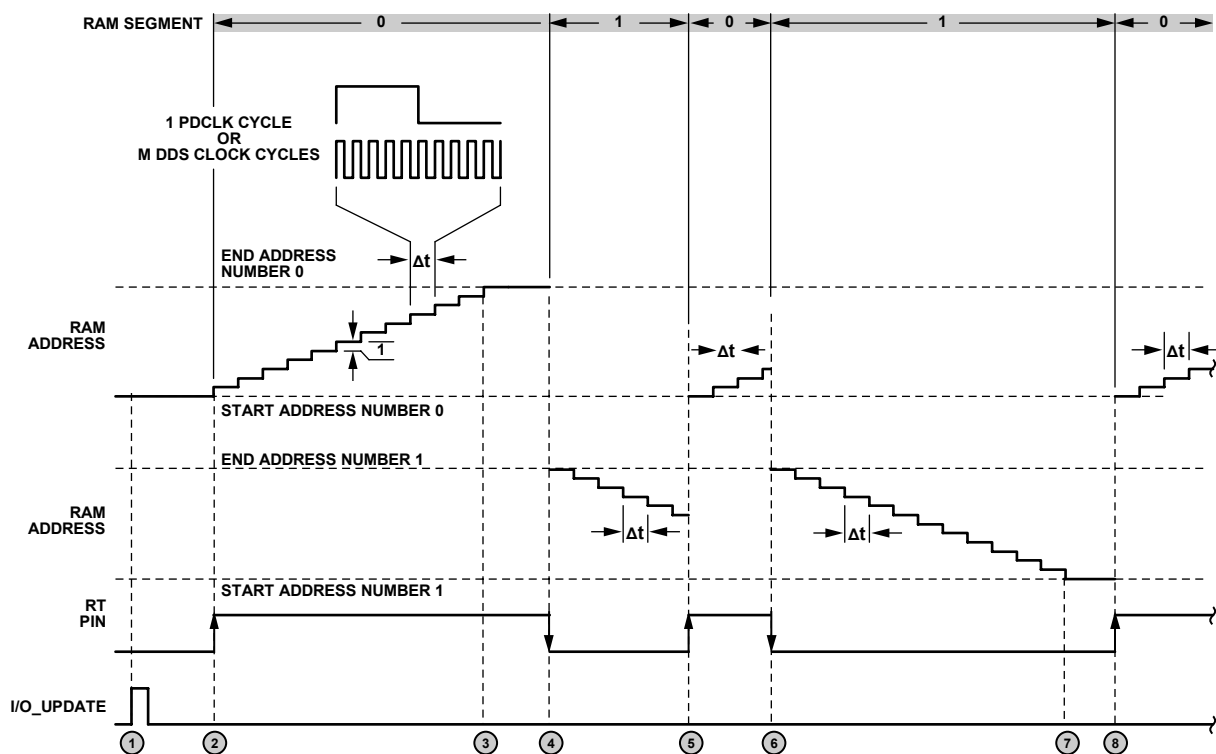 RAM SEGMENT
0
1
0
1
0
1 PDCLK CYCLE
OR
M DDS CLOCK CYCLES
END ADDRESS
NUMBER 0
Δt
RAM
ADDRESS
1
Δt
Δt
START ADDRESS NUMBER 0
END ADDRESS NUMBER 1
RAM
ADDRESS
Δt
Δt
START ADDRESS NUMBER 1
RT
PIN
I/O_UPDATE
1
2
3
4
5
6
7
8